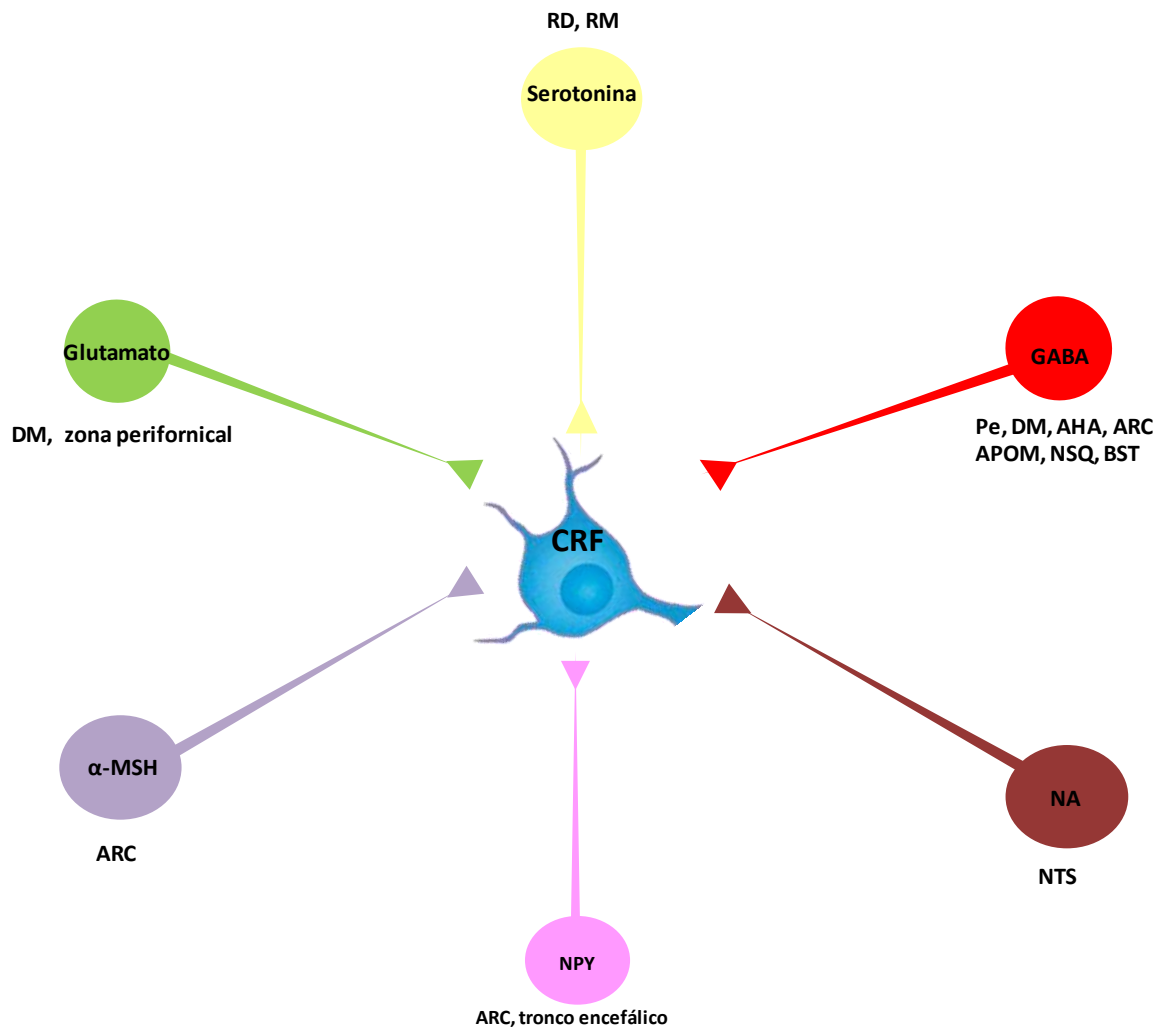 RD, RM
Serotonina
Glutamato
DM, zona perifornical
GABA
Pe, DM, AHA, ARC
APOM, NSQ, BST
CRF
α-MSH
ARC
NA
NTS
NPY
ARC, tronco encefálico